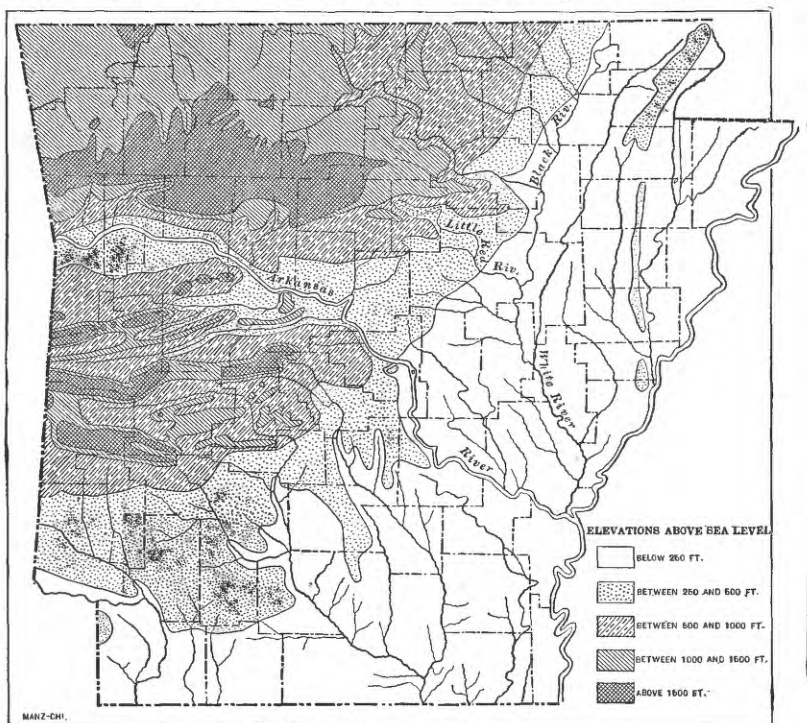 Black Riv.
Little Red Riv.
Arkansas
White River
River
ELEVATIONS ABOVE SEA LEVEL
BELOW 250 FT.
BETWEEN 250 AND 500 FT.
BETWEEN 500 AND 1000 FT.
BETWEEN 1000 AND 1500 FT.
ABOVE 1500 FT.
MANZ-CHI.